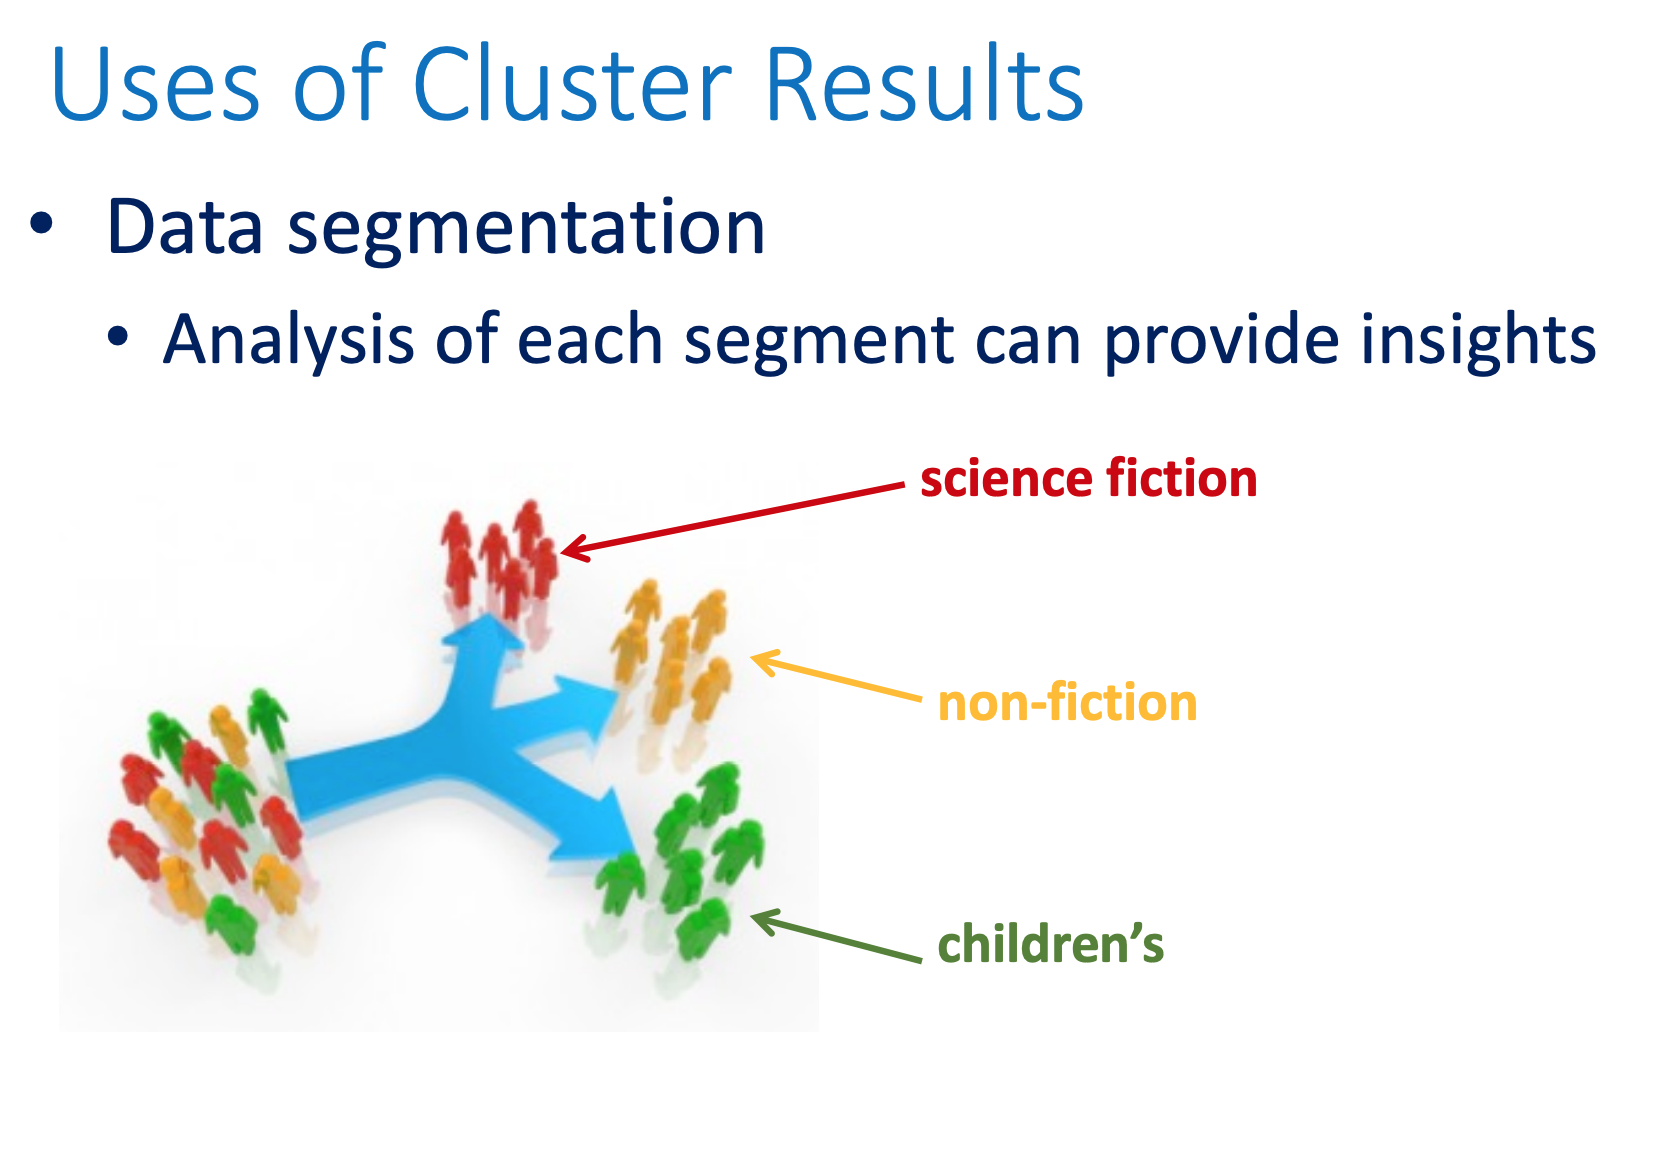 Uses of Cluster Results
• Data segmentation
• Analysis of each segment can provide insights
science fiction
non-fiction
children’s